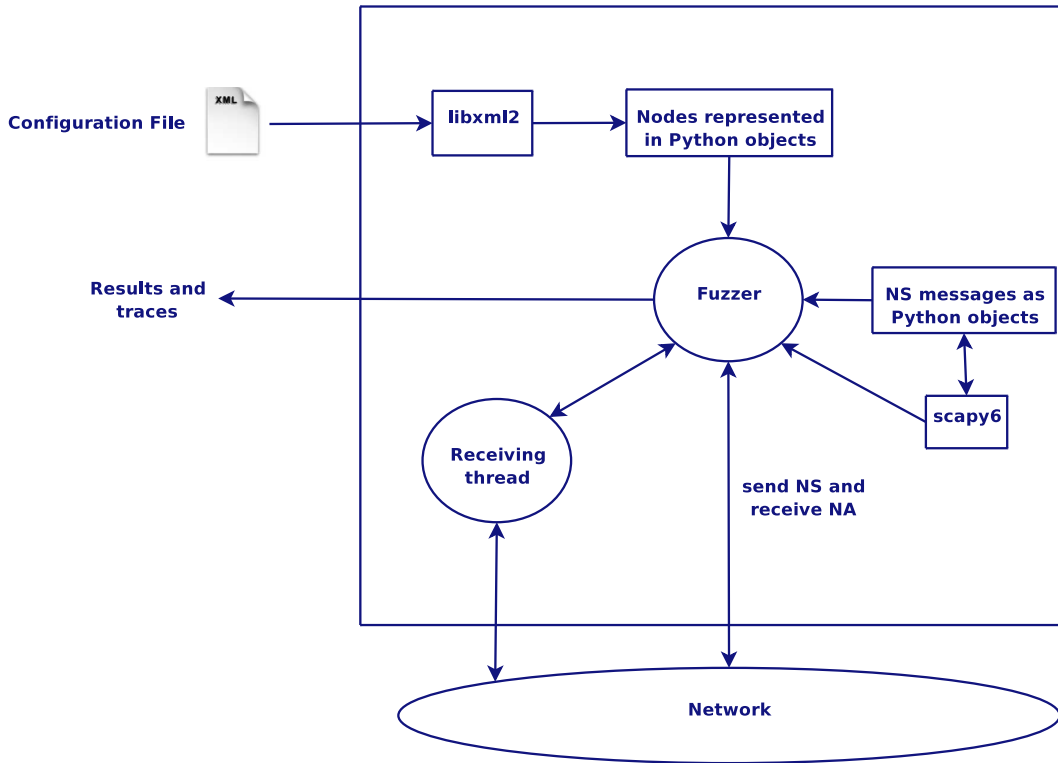 XML
Configuration File
libxml2
Nodes represented
in Python objects
Results and
traces
Fuzzer
NS messages as
Python objects
scapy6
Receiving
thread
send NS and
receive NA
Network